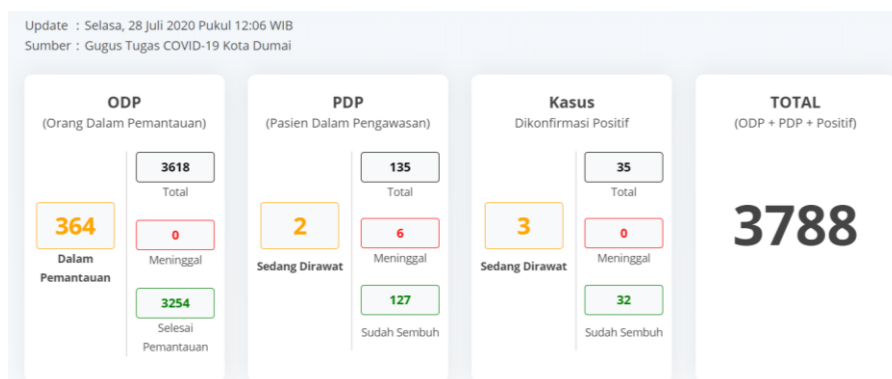 Update : Selasa, 28 Juli 2020 Pukul 12:06 WIB
Sumber : Gugus Tugas COVID-19 Kota Dumai
ODP
(Orang Dalam Pemantauan)
364
Dalam
Pemantauan
3618
Total
0
Meninggal
3254
Selesai
Pemantauan
PDP
(Pasien Dalam Pengawasan)
2
Sedang Dirawat
135
Total
6
Meninggal
127
Sudah Sembuh
Kasus
Dikonfirmasi Positif
3
Sedang Dirawat
35
Total
0
Meninggal
32
Sudah Sembuh
TOTAL
(ODP + PDP + Positif)
3788